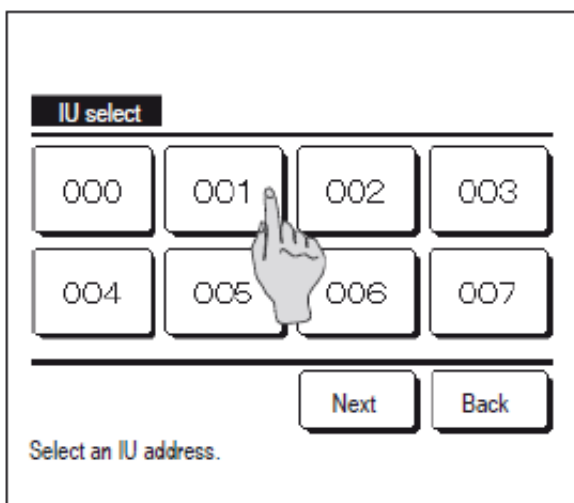 IU select
000 001 002 003
004 005 006 007
Next Back
Select an IU address.